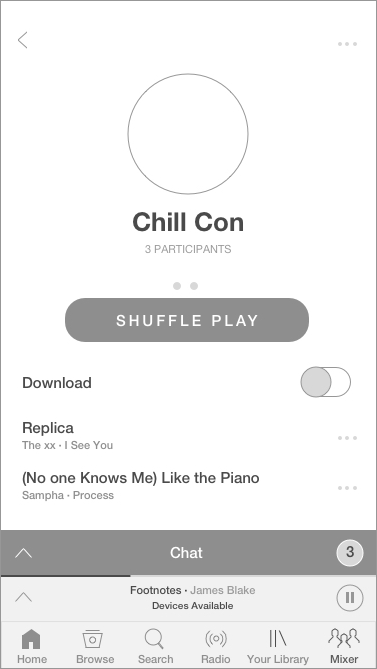 Chill Con
3 PARTICIPANTS
SHUFFLE PLAY
Download
Replica
The xx · I See You
(No one Knows Me) Like the Piano
Sampha · Process
Chat 3
Footnotes · James Blake
Devices Available
Home Browse Search Radio Your Library Mixer